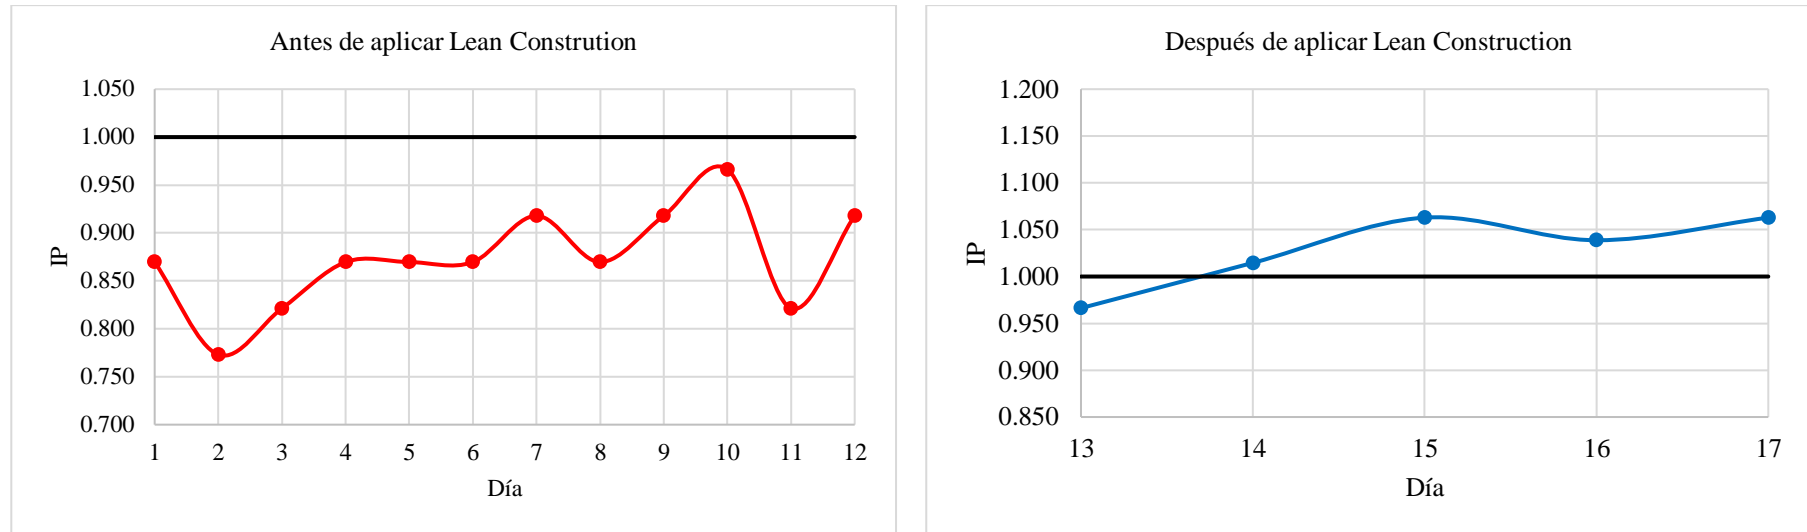 Antes de aplicar Lean Constrution
1.050
1.000
0.950
0.900
0.850
0.800
0.750
0.700
IP
1 2 3 4 5 6 7 8 9 10 11 12
Día
Después de aplicar Lean Construction
1.200
1.150
1.100
1.050
1.000
0.950
0.900
0.850
IP
13 14 15 16 17
Día